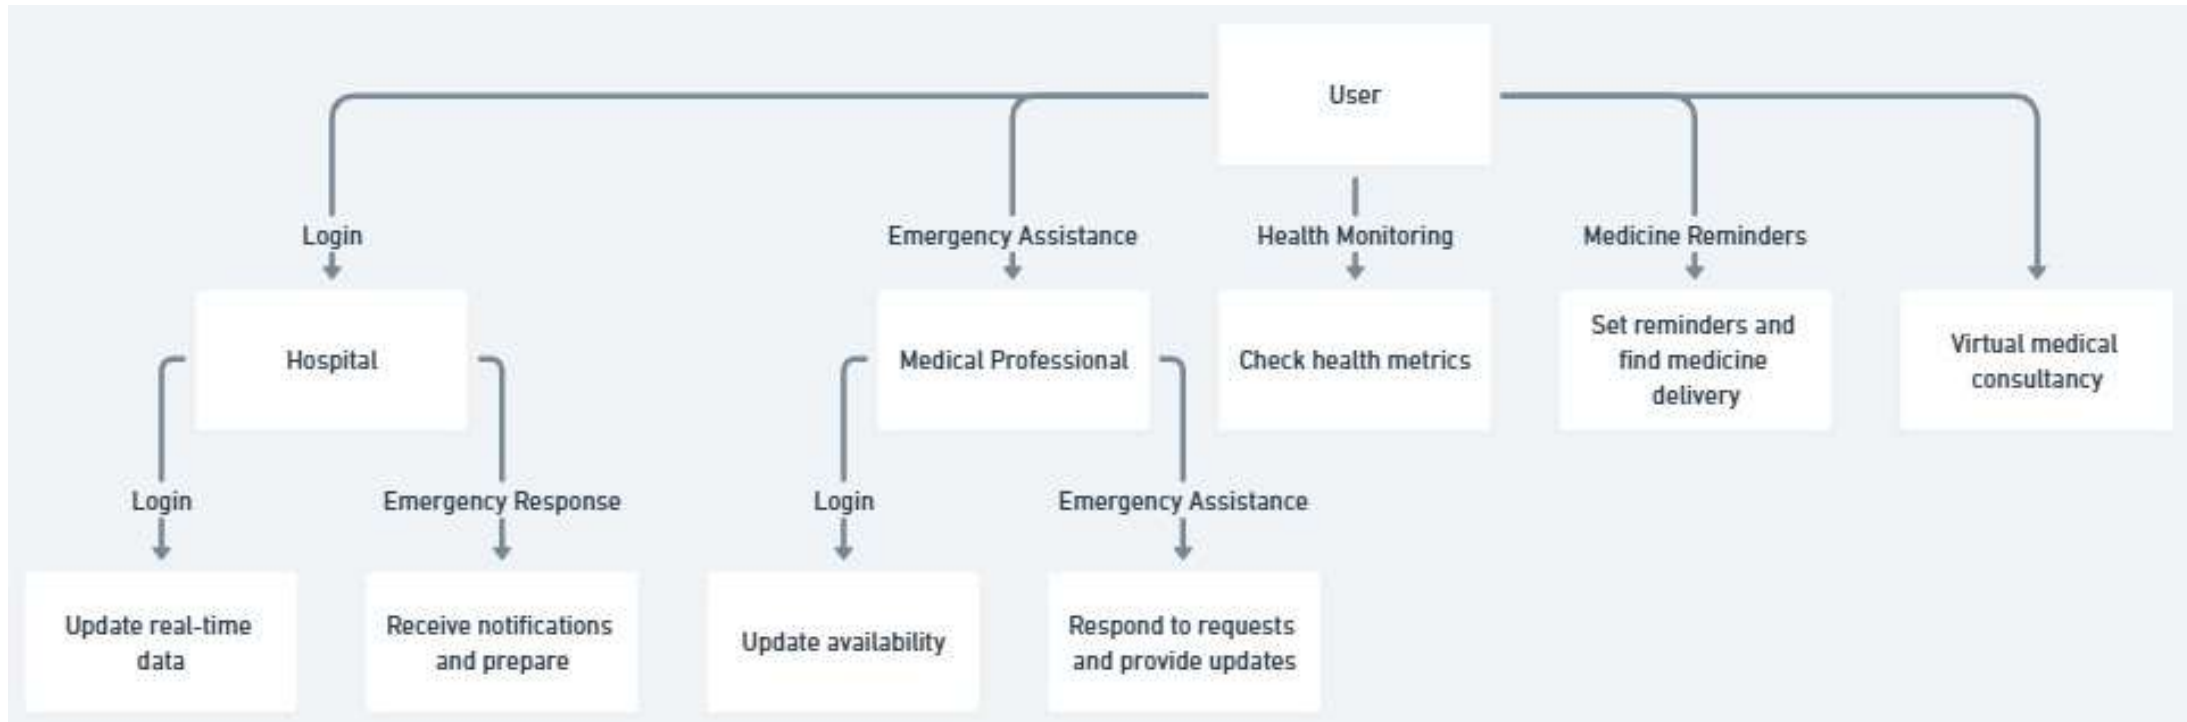 User
Login
Emergency Assistance
Health Monitoring
Medicine Reminders
Hospital
Medical Professional
Check health metrics
Set reminders and
find medicine
delivery
Virtual medical
consultancy
Login
Emergency Response
Login
Emergency Assistance
Update real-time
data
Receive notifications
and prepare
Update availability
Respond to requests
and provide updates